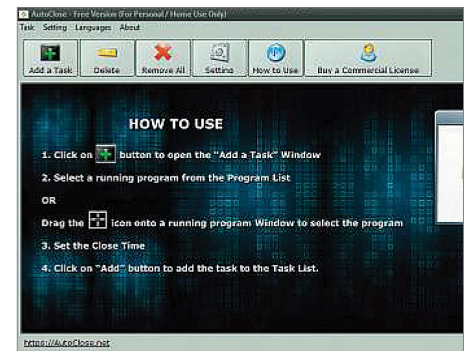 AutoClose - Free Version (For Personal / Home Use Only)
Task Setting Languages About
Add a Task Delete Remove All Setting How to Use Buy a Commercial License
HOW TO USE
1. Click on button to open the "Add a Task" Window
2. Select a running program from the Program List
OR
Drag the icon onto a running program Window to select the program
3. Set the Close Time
4. Click on "Add" button to add the task to the Task List.
https://AutoClose.net